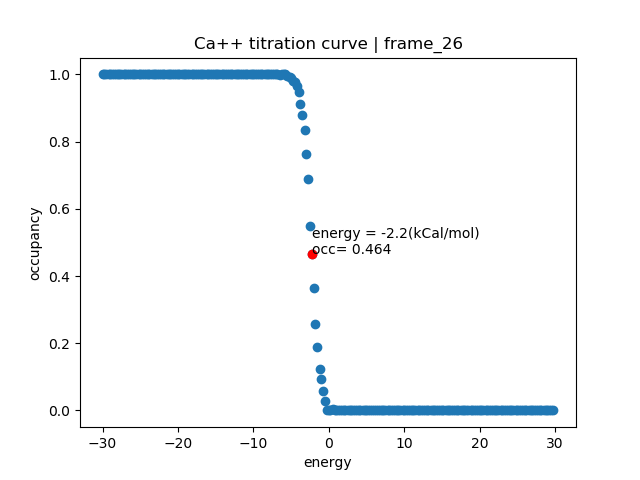 Ca++ titration curve | frame_26
occupancy
1.0
0.8
0.6
0.4
0.2
0.0
energy = -2.2(kCal/mol)
occ= 0.464
−30
−20
−10
0
10
20
30
energy